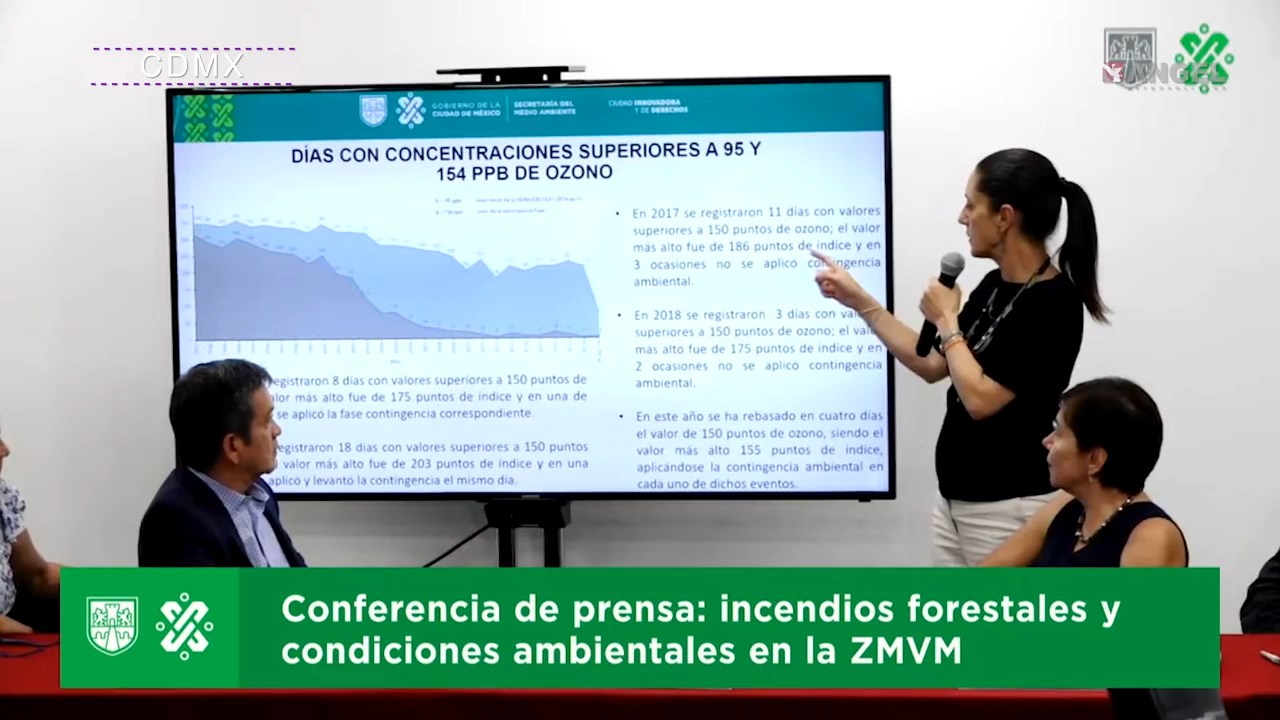 CDMX
ANGEL
GOBIERNO DE LA
CIUDAD DE MÉXICO
SECRETARÍA DEL
MEDIO AMBIENTE
CIUDAD INNOVADORA
Y DE DERECHOS
DÍAS CON CONCENTRACIONES SUPERIORES A 95 Y
154 PPB DE OZONO
• En 2017 se registraron 11 días con valores
superiores a 150 puntos de ozono; el valor
más alto fue de 186 puntos de índice y en
3 ocasiones no se aplicó contingencia
ambiental.
• En 2018 se registraron 3 días con
superiores a 150 puntos de ozono; el
mas alto fue de 175 puntos de índice y en
2 ocasiones no se aplicó contingencia
ambiental.
• En este año se ha rebasado en cuatro días
el valor de 150 puntos de ozono, siendo el
valor más alto 155 puntos de índice,
aplicándose la contingencia ambiental en
cada uno de dichos eventos.
registraron 8 días con valores superiores a 150 puntos de
más alto fue de 175 puntos de índice y en una de
se aplicó la fase contingencia correspondiente.
registraron 18 días con valores superiores a 150 puntos
valor más alto fue de 203 puntos de índice y en una
aplicó y levantó la contingencia el mismo día.
Conferencia de prensa: incendios forestales y
condiciones ambientales en la ZMVM